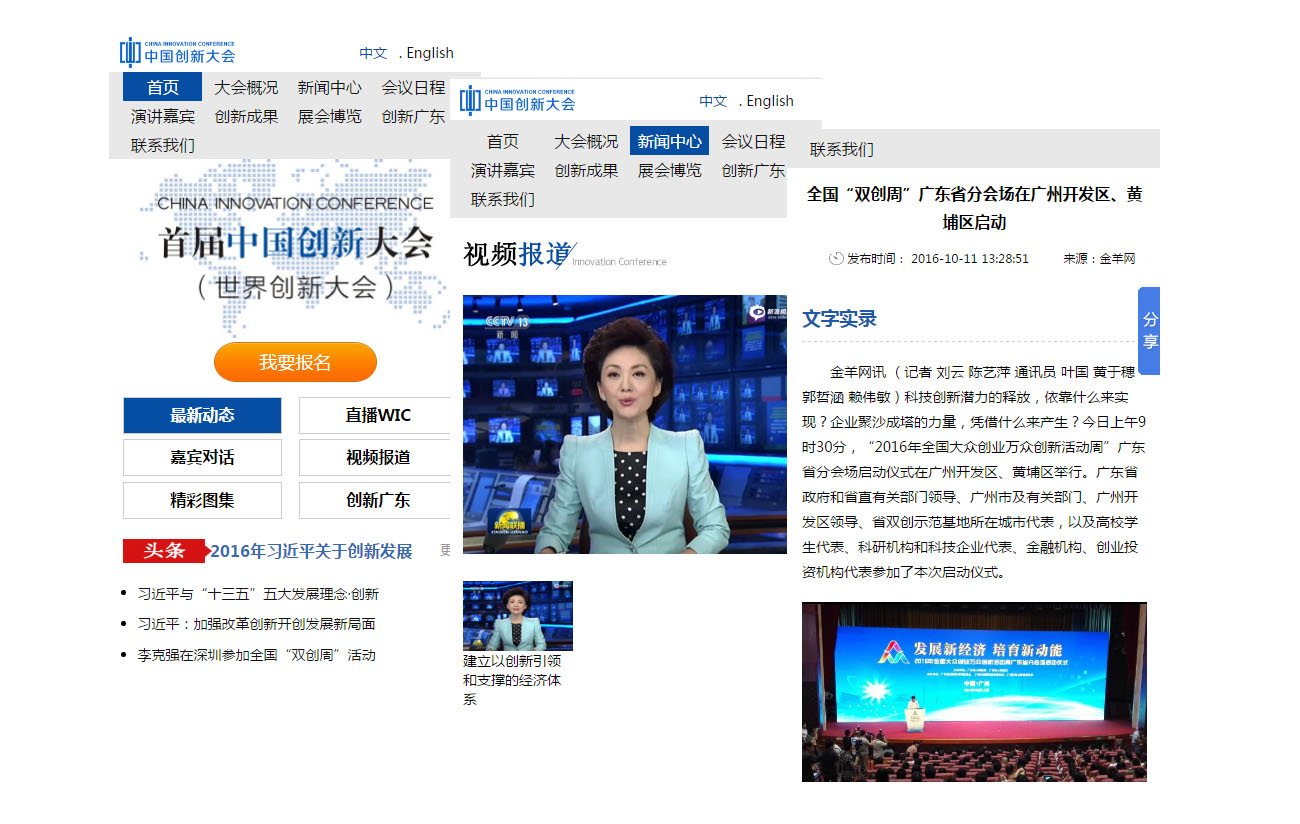 CHINA INNOVATION CONFERENCE
中国创新大会
中文 . English
首页 大会概况 新闻中心 会议日程
演讲嘉宾 创新成果 展会博览 创新广东
联系我们
CHINA INNOVATION CONFERENCE
首届中国创新大会
（世界创新大会）
我要报名
最新动态 直播WIC
嘉宾对话 视频报道
精彩图集 创新广东
头条 2016年习近平关于创新发展 更
习近平与“十三五”五大发展理念·创新
习近平：加强改革创新开创发展新局面
李克强在深圳参加全国“双创周”活动
CHINA INNOVATION CONFERENCE
中国创新大会
中文 . English
首页 大会概况 新闻中心 会议日程
演讲嘉宾 创新成果 展会博览 创新广东
联系我们
视频报道 Innovation Conference
CCTV 13
新闻
新闻联播
XINWEN LIANBO
建立以创新引领
和支撑的经济体
系
联系我们
全国“双创周”广东省分会场在广州开发区、黄
埔区启动
发布时间： 2016-10-11 13:28:51 来源：金羊网
分
享
文字实录
金羊网讯 （记者 刘云 陈艺萍 通讯员 叶国 黄于穗
郭哲涵 赖伟敏）科技创新潜力的释放，依靠什么来实
现？企业聚沙成塔的力量，凭借什么来产生？今日上午9
时30分，“2016年全国大众创业万众创新活动周”广东
省分会场启动仪式在广州开发区、黄埔区举行。广东省
政府和省直有关部门领导、广州市及有关部门、广州开
发区领导、省双创示范基地所在城市代表，以及高校学
生代表、科研机构和科技企业代表、金融机构、创业投
资机构代表参加了本次启动仪式。
发展新经济 培育新动能
2016年全国大众创业万众创新活动周广东省分会场启动仪式
中国·广州